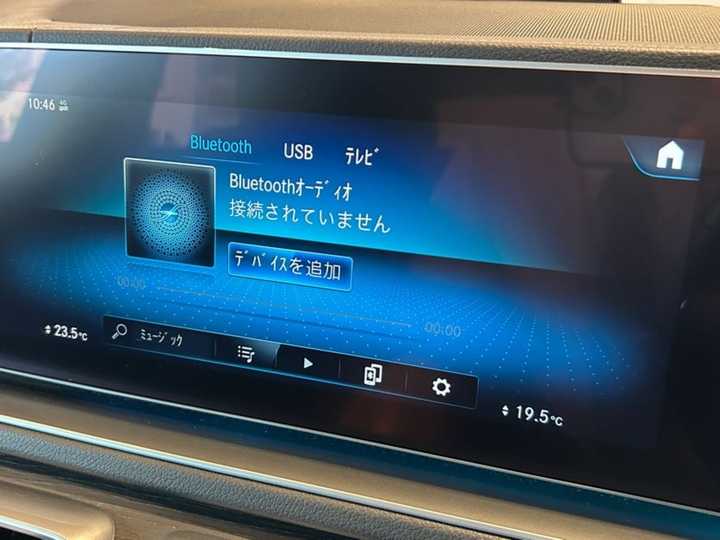 10:46 4G
Bluetooth USB ﾃﾚﾋﾞ
Bluetoothｵｰﾃﾞｨｵ
接続されていません
ﾃﾞﾊﾞｲｽを追加
00:00 00:00
23.5℃
ﾐｭｰｼﾞｯｸ
19.5℃